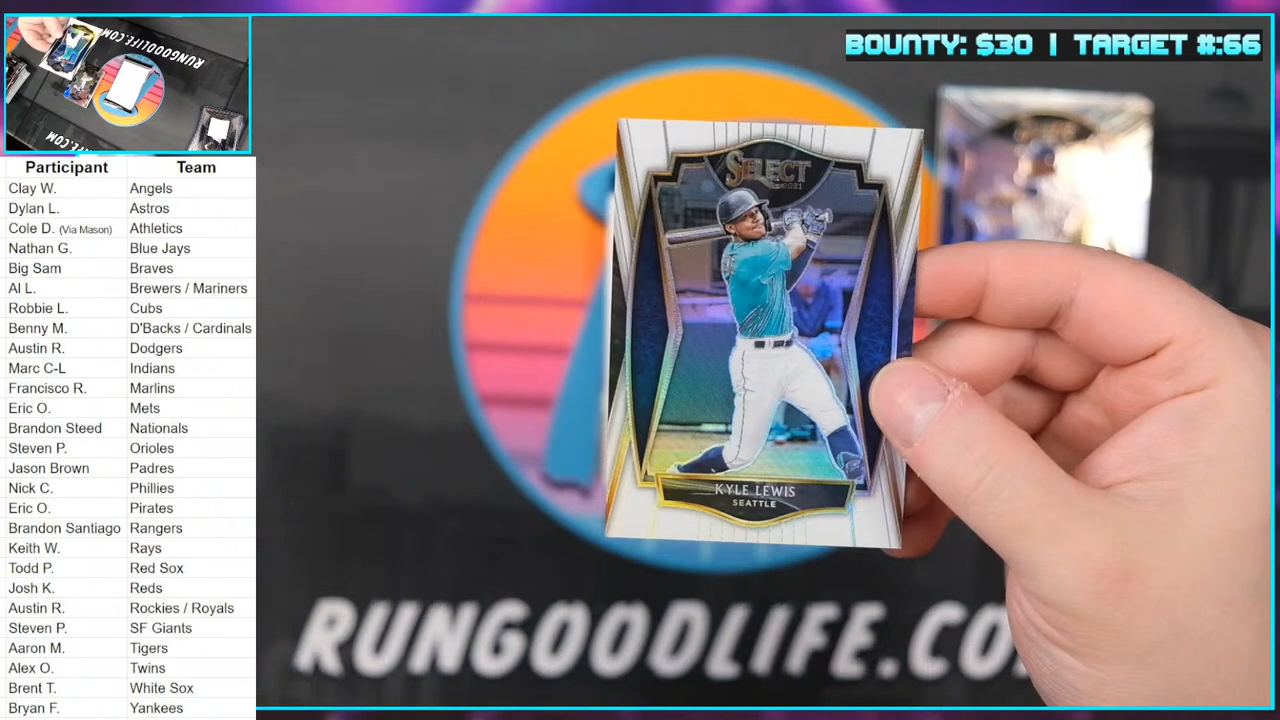 BOUNTY: $30 | TARGET #:66
RUNGOODLIFE.COM
Participant Team
Clay W. Angels
Dylan L. Astros
Cole D. (Via Mason) Athletics
Nathan G. Blue Jays
Big Sam Braves
Al L. Brewers / Mariners
Robbie L. Cubs
Benny M. D'Backs / Cardinals
Austin R. Dodgers
Marc C-L Indians
Francisco R. Marlins
Eric O. Mets
Brandon Steed Nationals
Steven P. Orioles
Jason Brown Padres
Nick C. Phillies
Eric O. Pirates
Brandon Santiago Rangers
Keith W. Rays
Todd P. Red Sox
Josh K. Reds
Austin R. Rockies / Royals
Steven P. SF Giants
Aaron M. Tigers
Alex O. Twins
Brent T. White Sox
Bryan F. Yankees
SELECT
2021
KYLE LEWIS
SEATTLE
RUNGOODLIFE.CO